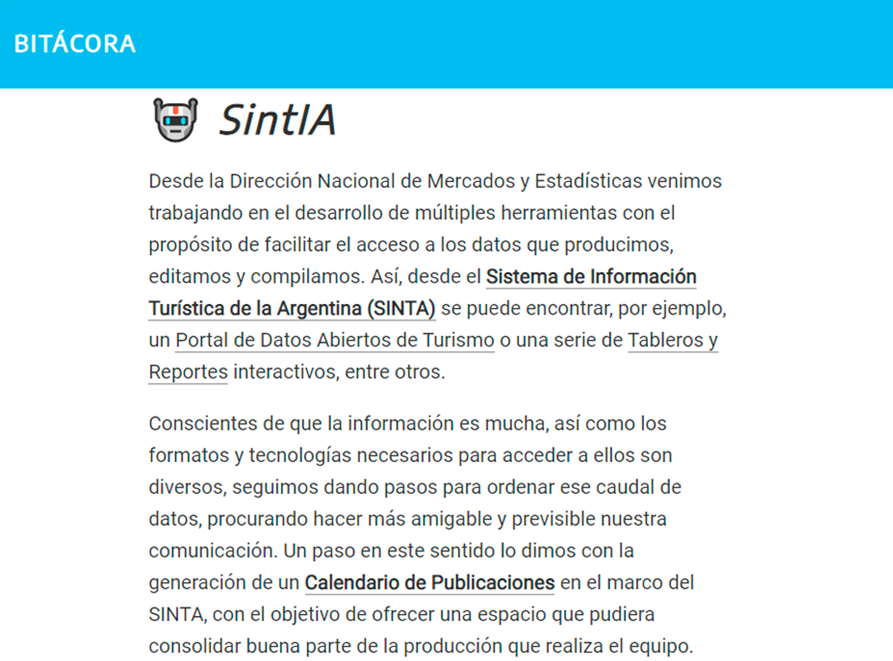 BITÁCORA
SintIA
Desde la Dirección Nacional de Mercados y Estadísticas venimos
trabajando en el desarrollo de múltiples herramientas con el
propósito de facilitar el acceso a los datos que producimos,
editamos y compilamos. Así, desde el Sistema de Información
Turística de la Argentina (SINTA) se puede encontrar, por ejemplo,
un Portal de Datos Abiertos de Turismo o una serie de Tableros y
Reportes interactivos, entre otros.
Conscientes de que la información es mucha, así como los
formatos y tecnologías necesarios para acceder a ellos son
diversos, seguimos dando pasos para ordenar ese caudal de
datos, procurando hacer más amigable y previsible nuestra
comunicación. Un paso en este sentido lo dimos con la
generación de un Calendario de Publicaciones en el marco del
SINTA, con el objetivo de ofrecer una espacio que pudiera
consolidar buena parte de la producción que realiza el equipo.